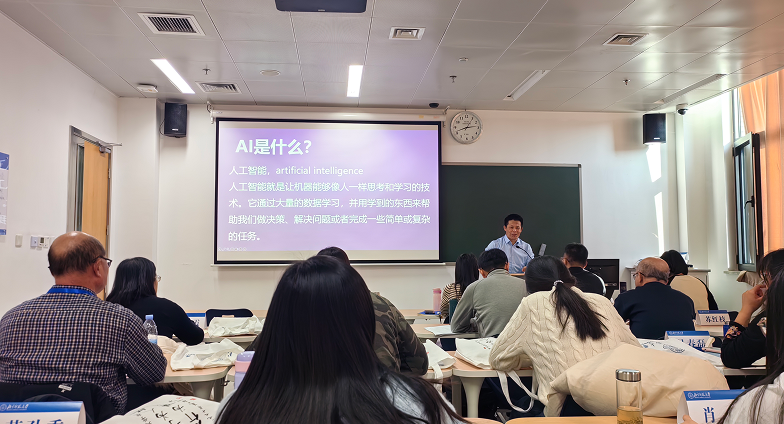 AI是什么?
人工智能，artificial intelligence
人工智能就是让机器能够像人一样思考和学习的技
术。它通过大量的数据学习，并用学到的东西来帮
助我们做决策、解决问题或者完成一些简单或复杂
的任务。
苏红枝
肖